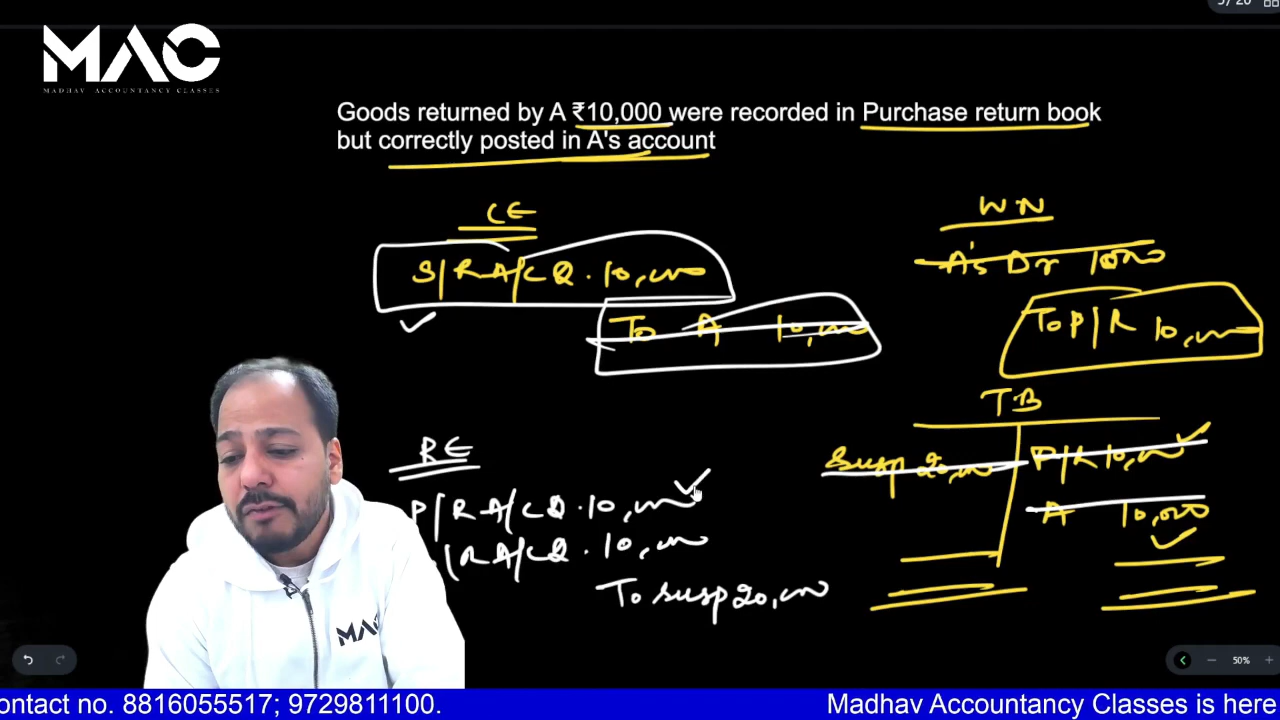 MAC
MADHAV ACCOUNTANCY CLASSES
Goods returned by A ₹10,000 were recorded in Purchase return book
but correctly posted in A's account
CE
S/R A/C Dr. 10,000
To A 10,000
WN
A's Dr 1000
To P/R 10,000
TB
Susp 20,000
P/R 10,000
A 10,000
RE
P/R A/C Dr. 10,000
/R A/C Dr. 10,000
To susp 20,000
MAC
50%
ontact no. 8816055517; 9729811100.
Madhav Accountancy Classes is here